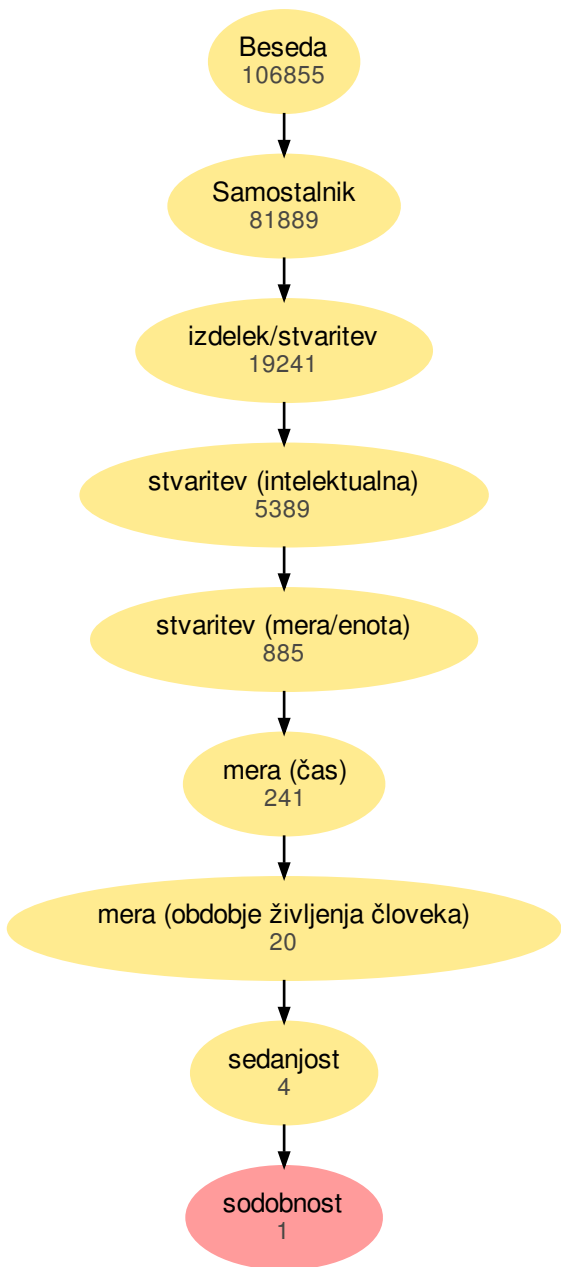 Beseda
106855
Samostalnik
81889
izdelek/stvaritev
19241
stvaritev (intelektualna)
5389
stvaritev (mera/enota)
885
mera (čas)
241
mera (obdobje življenja človeka)
20
sedanjost
4
sodobnost
1